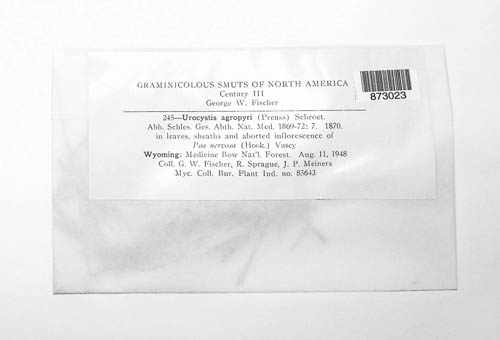 GRAMINICOLOUS SMUTS OF NORTH AMERICA
Century III
George W. Fischer
873023
245—Urocystis agropyri (Preuss) Schroet.
Abh. Schles. Ges. Abth. Nat. Med. 1869-72: 7. 1870.
in leaves, sheaths and aborted inflorescence of
Poa nervosa (Hook.) Vasey
Wyoming: Medicine Bow Nat'l. Forest. Aug. 11, 1948
Coll. G. W. Fischer, R. Sprague, J. P. Meiners
Myc. Coll. Bur. Plant Ind. no. 85643